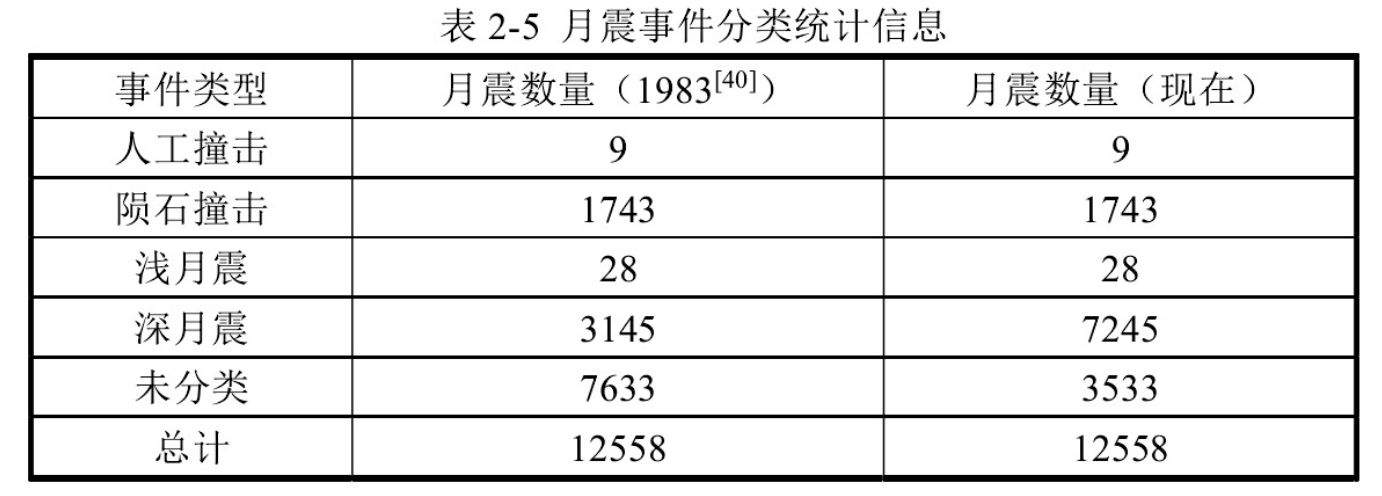 表 2-5 月震事件分类统计信息
事件类型 月震数量（1983[40]） 月震数量（现在）
人工撞击 9 9
陨石撞击 1743 1743
浅月震 28 28
深月震 3145 7245
未分类 7633 3533
总计 12558 12558